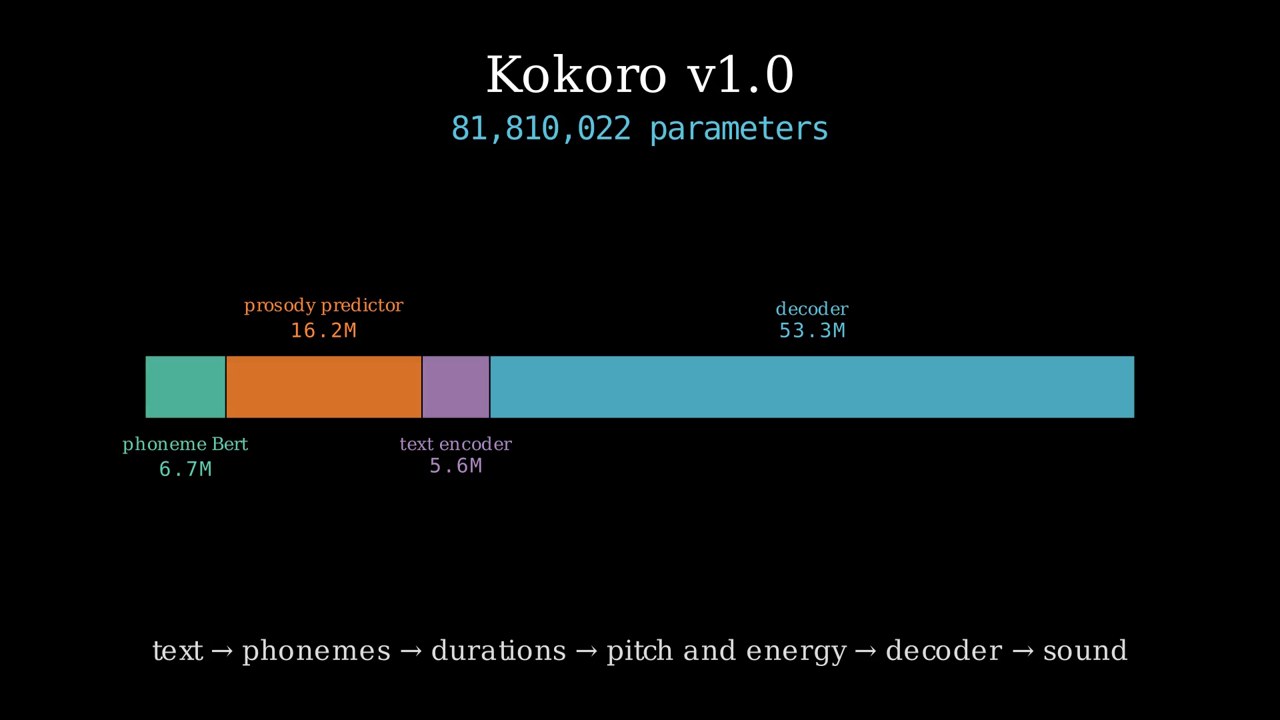 Kokoro v1.0
81,810,022 parameters
prosody predictor
16.2M
decoder
53.3M
phoneme Bert
6.7M
text encoder
5.6M
text → phonemes → durations → pitch and energy → decoder → sound